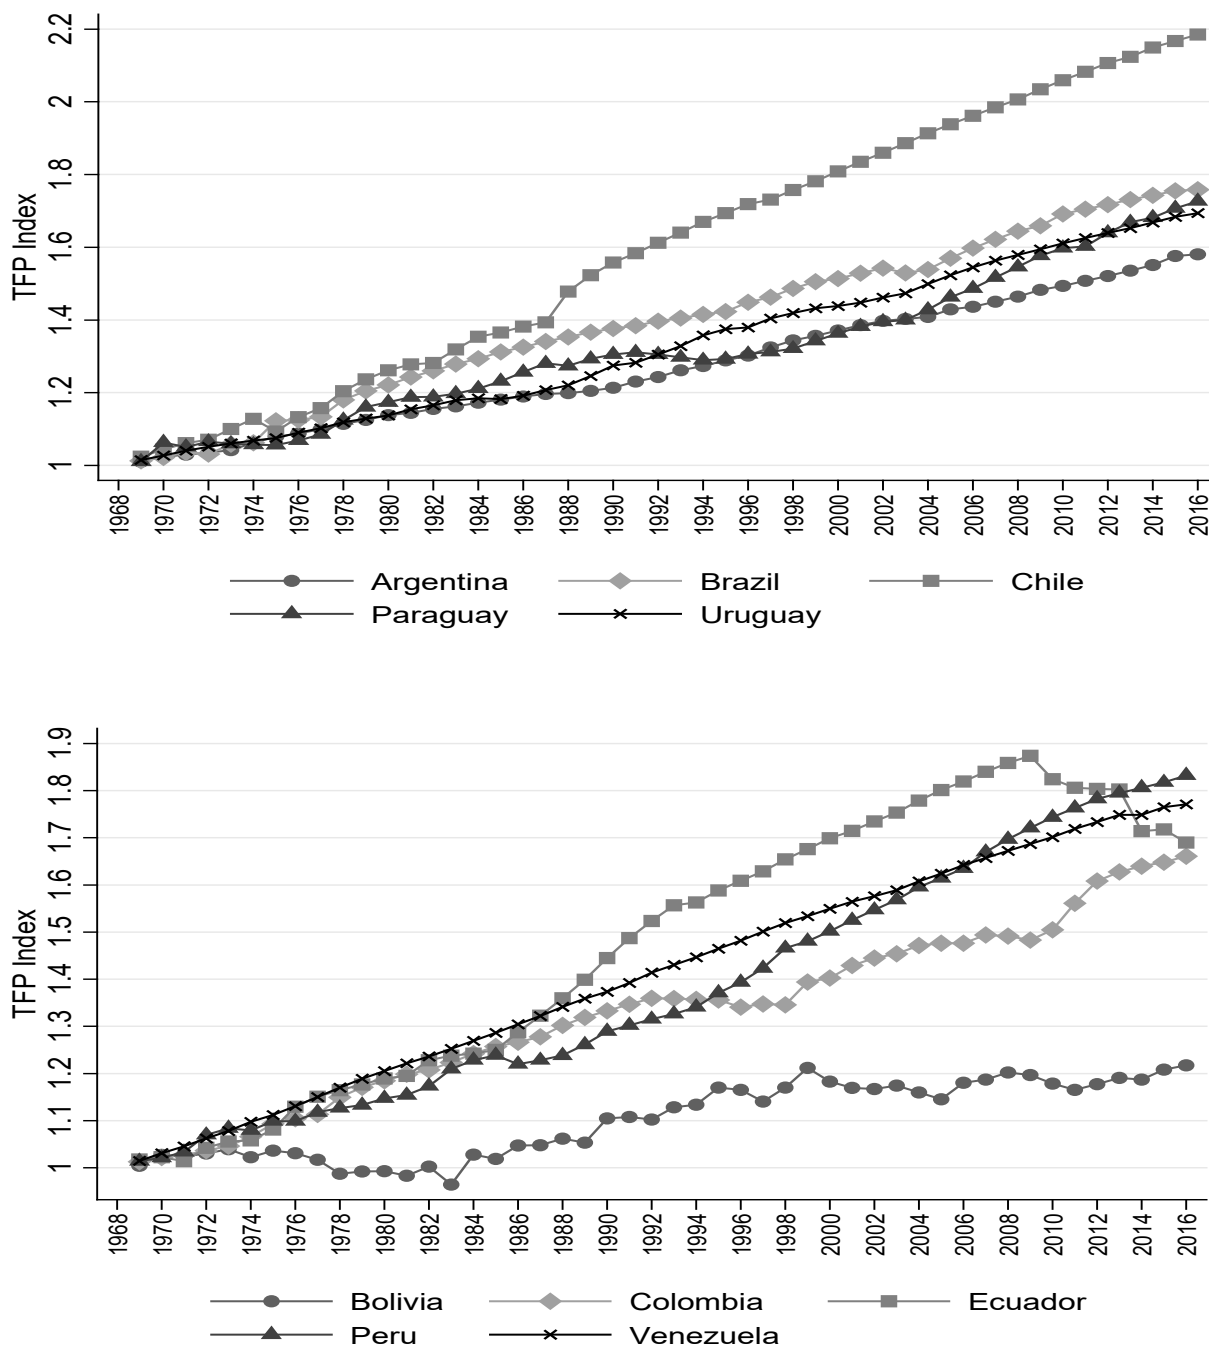 2.2
2
1.8
1.6
1.4
1.2
1
TFP Index
1968 1970 1972 1974 1976 1978 1980 1982 1984 1986 1988 1990 1992 1994 1996 1998 2000 2002 2004 2006 2008 2010 2012 2014 2016
Argentina Brazil Chile
Paraguay Uruguay
1.9
1.8
1.7
1.6
1.5
1.4
1.3
1.2
1.1
1
TFP Index
1968 1970 1972 1974 1976 1978 1980 1982 1984 1986 1988 1990 1992 1994 1996 1998 2000 2002 2004 2006 2008 2010 2012 2014 2016
Bolivia Colombia Ecuador
Peru Venezuela